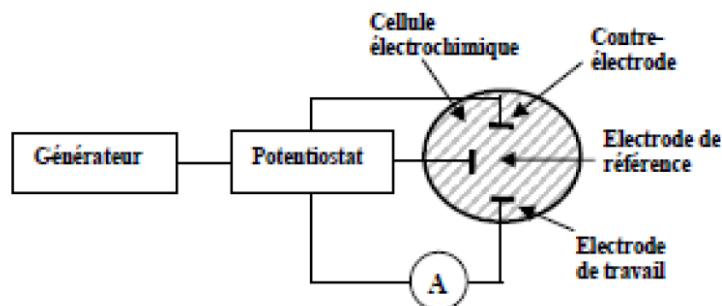 Cellule
électrochimique
Contre-
électrode
Générateur
Potentiostat
Electrode de
référence
Electrode
de travail
A